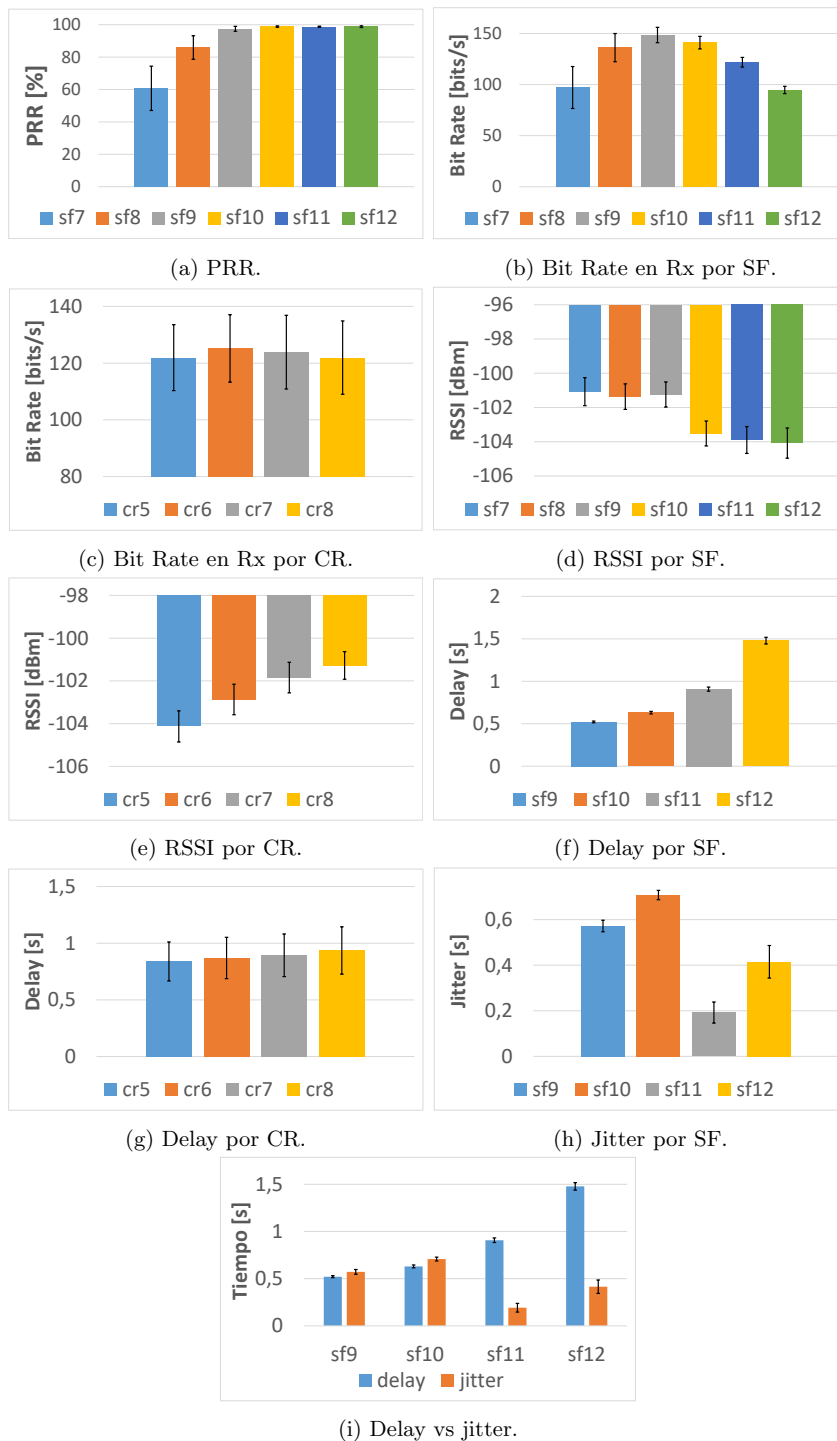 PRR [%]
100
80
60
40
20
0
sf7 sf8 sf9 sf10 sf11 sf12
(a) PRR.
Bit Rate [bits/s]
150
100
50
0
sf7 sf8 sf9 sf10 sf11 sf12
(b) Bit Rate en Rx por SF.
Bit Rate [bits/s]
140
120
100
80
cr5 cr6 cr7 cr8
(c) Bit Rate en Rx por CR.
RSSI [dBm]
-96
-98
-100
-102
-104
-106
sf7 sf8 sf9 sf10 sf11 sf12
(d) RSSI por SF.
RSSI [dBm]
-98
-100
-102
-104
-106
cr5 cr6 cr7 cr8
(e) RSSI por CR.
Delay [s]
2
1,5
1
0,5
0
sf9 sf10 sf11 sf12
(f) Delay por SF.
Delay [s]
1,5
1
0,5
0
cr5 cr6 cr7 cr8
(g) Delay por CR.
Jitter [s]
0,6
0,4
0,2
0
sf9 sf10 sf11 sf12
(h) Jitter por SF.
Tiempo [s]
1,5
1
0,5
0
sf9 sf10 sf11 sf12
delay jitter
(i) Delay vs jitter.